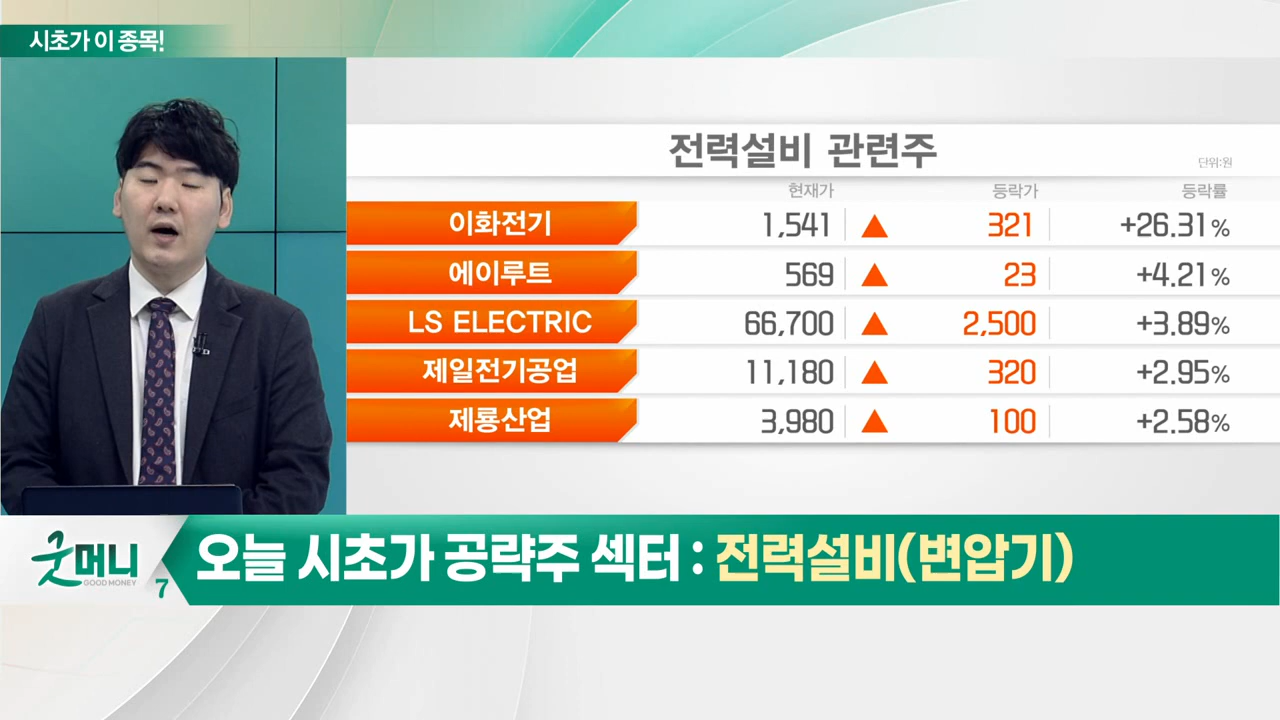 시초가 이 종목!
전력설비 관련주
단위:원
현재가 등락가 등락률
이화전기 1,541 ▲ 321 +26.31%
에이루트 569 ▲ 23 +4.21%
LS ELECTRIC 66,700 ▲ 2,500 +3.89%
제일전기공업 11,180 ▲ 320 +2.95%
제룡산업 3,980 ▲ 100 +2.58%
굿머니 7
GOOD MONEY
오늘 시초가 공략주 섹터 : 전력설비(변압기)